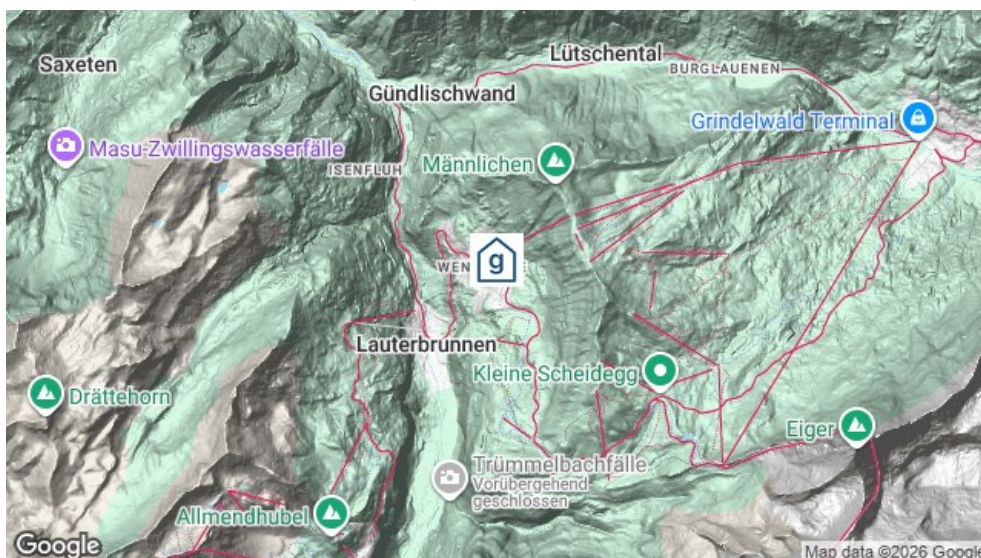 Saxeten
Lütschental
BURGLAUENEN
Gündlischwand
Grindelwald Terminal
Masu-Zwillingswasserfälle
ISENFLUH
Männlichen
WEN
g
E
Lauterbrunnen
Kleine Scheidegg
Drättehorn
Eiger
Trümmelbachfälle
Vorübergehend
geschlossen
Allmendhubel
Google
Map data ©2026 Google